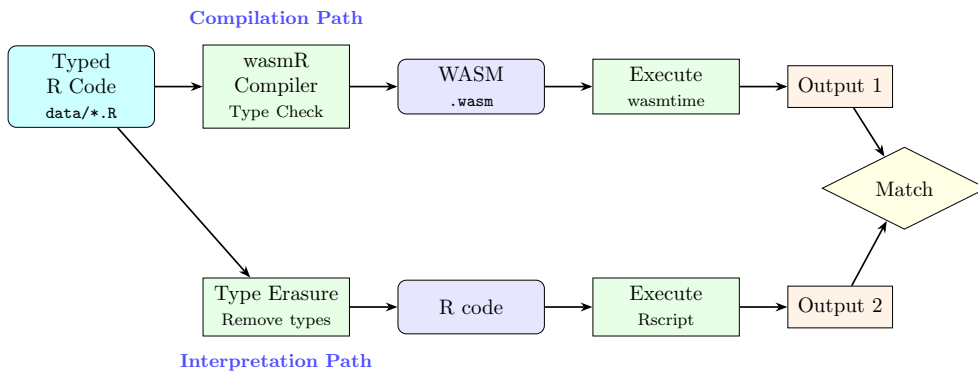 Compilation Path
Typed
R Code
data/*.R
wasmR
Compiler
Type Check
WASM
.wasm
Execute
wasmtime
Output 1
Match
Type Erasure
Remove types
R code
Execute
Rscript
Output 2
Interpretation Path